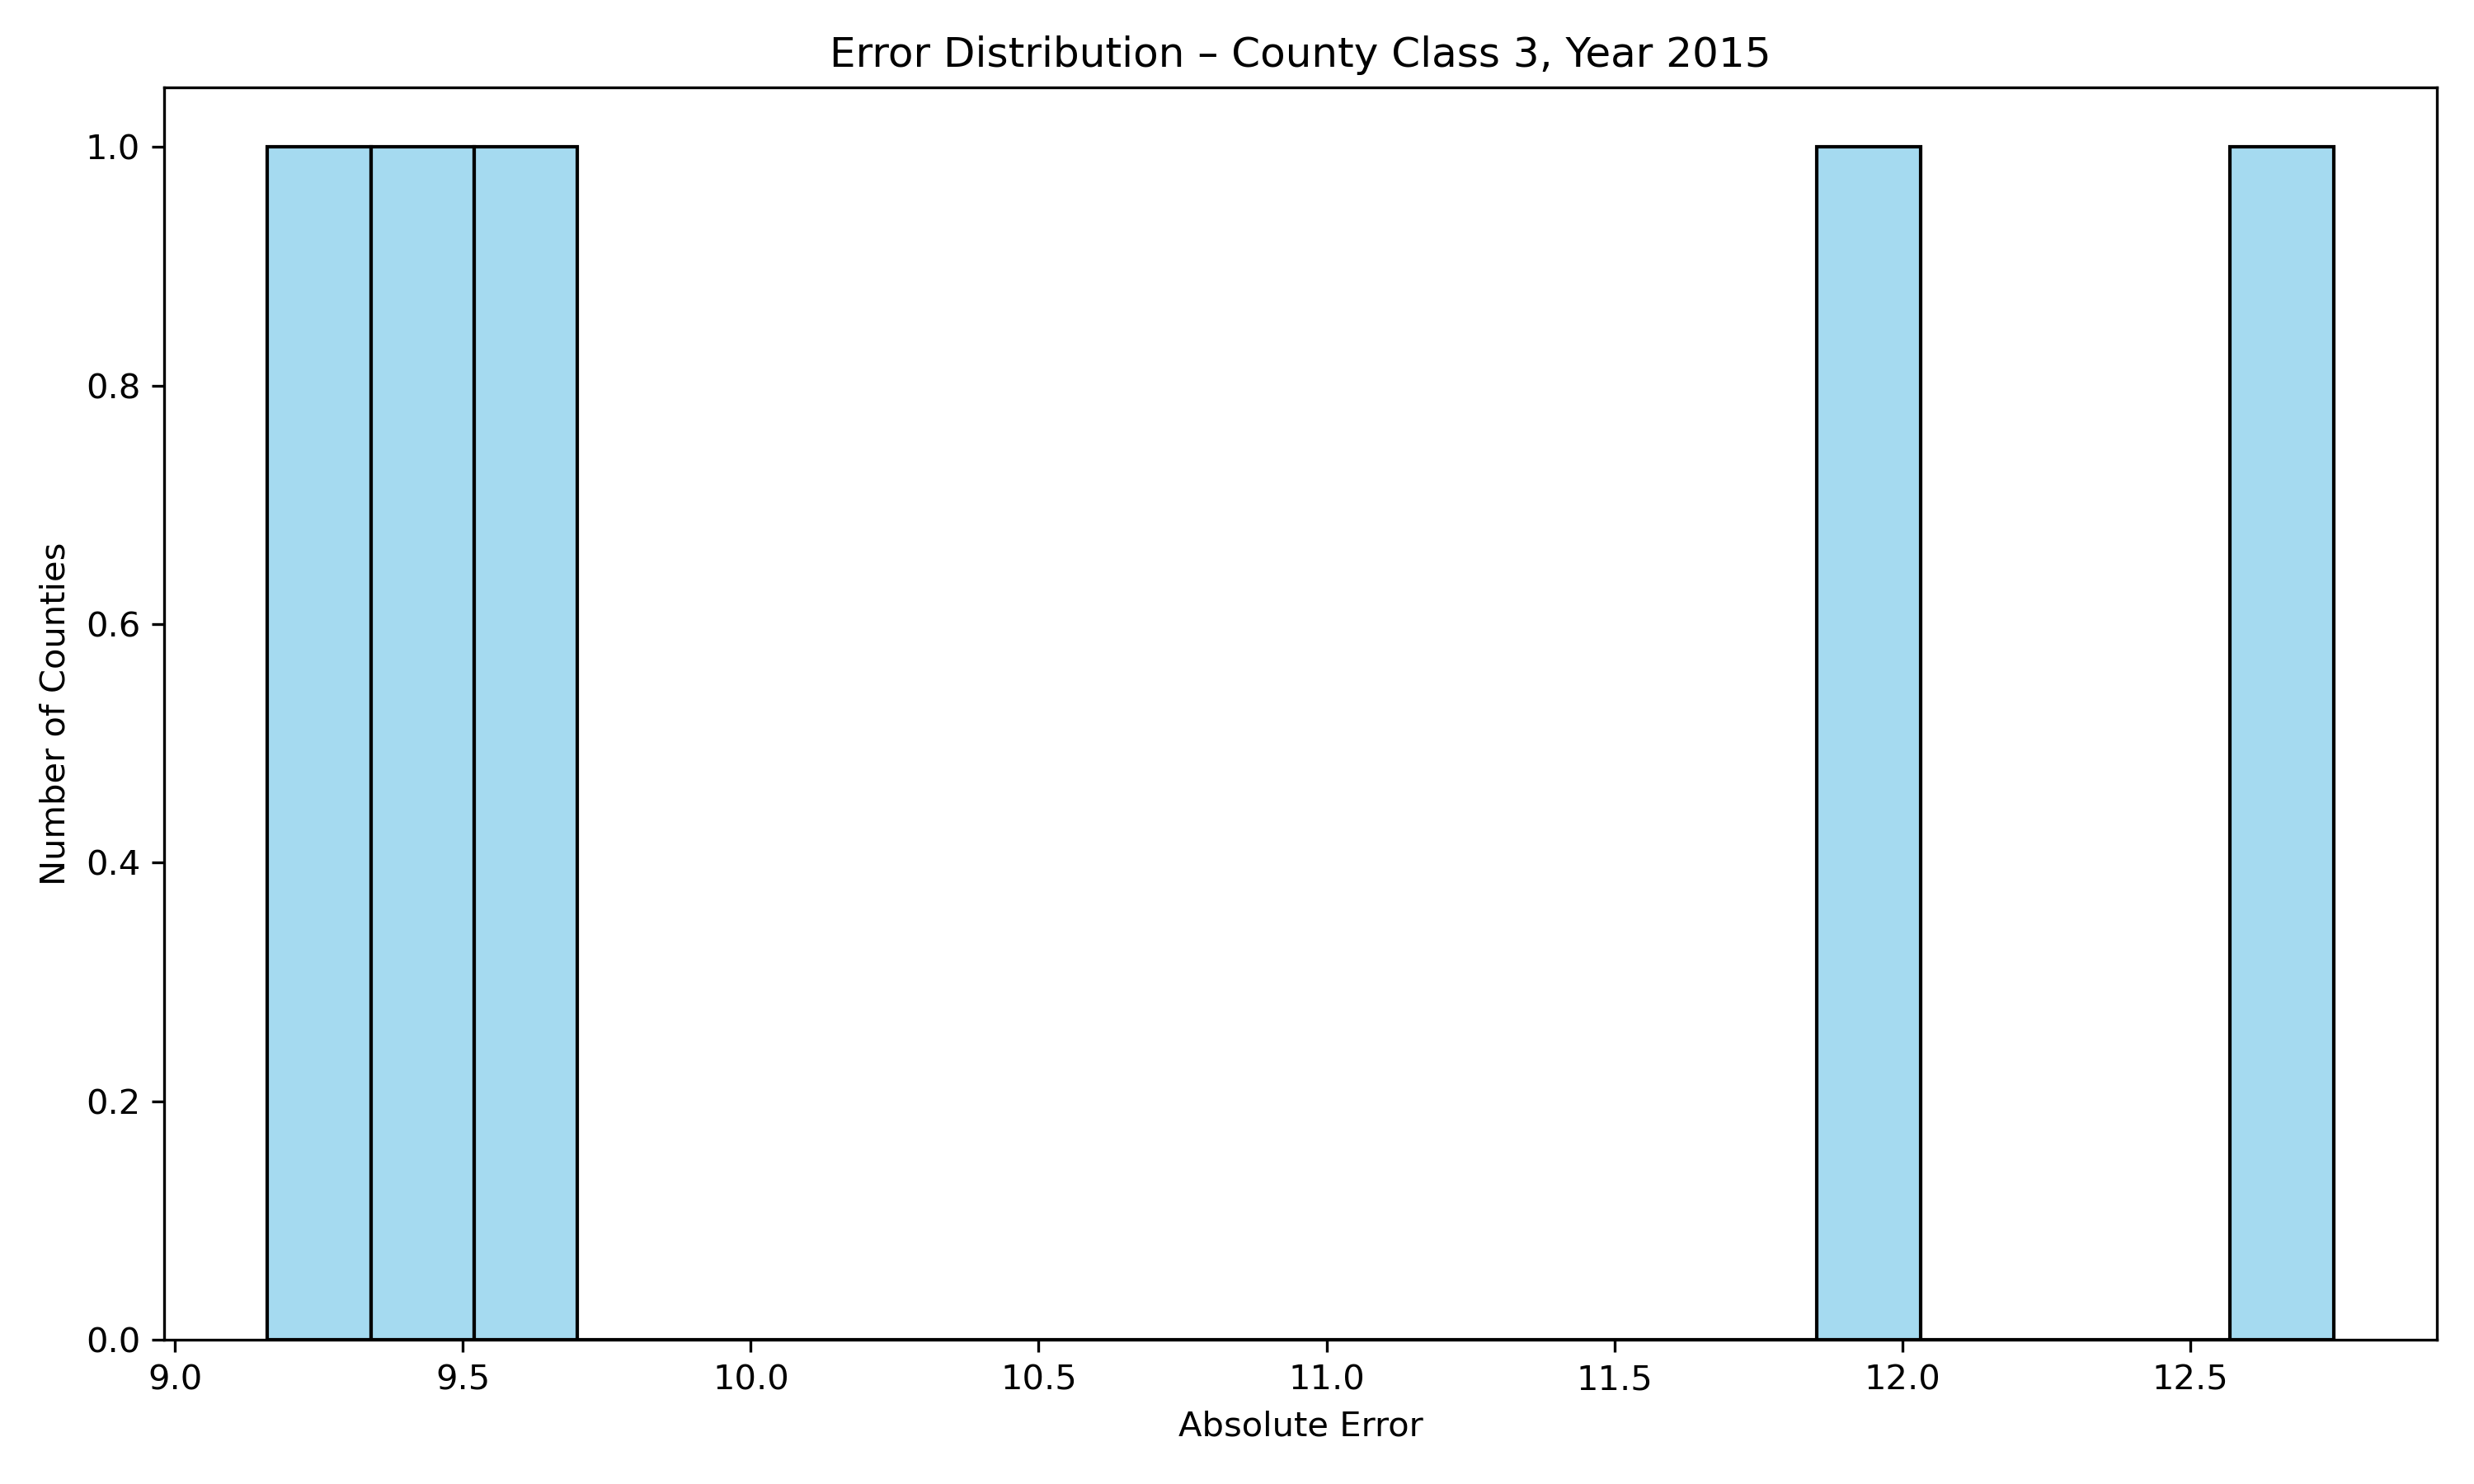 Error Distribution – County Class 3, Year 2015
1.0
0.8
0.6
0.4
0.2
0.0
Number of Counties
9.0 9.5 10.0 10.5 11.0 11.5 12.0 12.5
Absolute Error